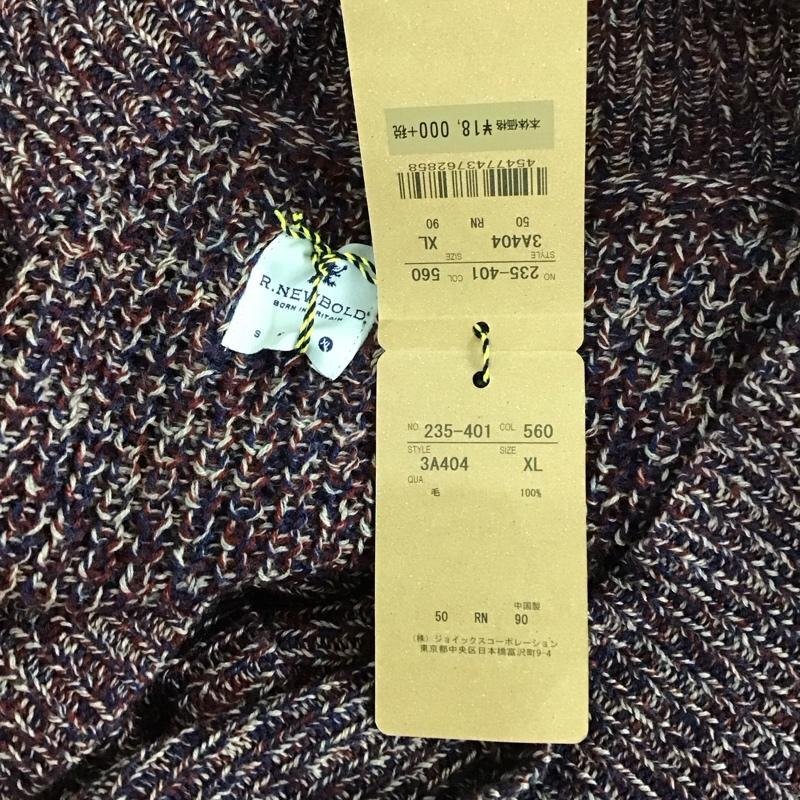 本体価格 ¥18,000+税
4547743762858
50 RN 90
STYLE SIZE
3A404 XL
NO. 235-401 COL 560
R.NEWBOLD
BORN IN BRITAIN
S XL
NO. 235-401 COL 560
STYLE SIZE
3A404 XL
QUA.
毛 100%
中国製
50 RN 90
(株)ジョイックスコーポレーション
東京都中央区日本橋富沢町9-4